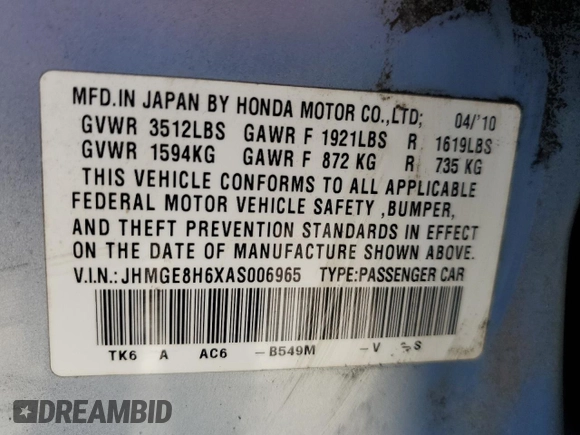 MFD.IN JAPAN BY HONDA MOTOR CO.,LTD; 04/'10
GVWR 3512LBS GAWR F 1921LBS R 1619LBS
GVWR 1594KG GAWR F 872 KG R 735 KG
THIS VEHICLE CONFORMS TO ALL APPLICABLE
FEDERAL MOTOR VEHICLE SAFETY ,BUMPER,
AND THEFT PREVENTION STANDARDS IN EFFECT
ON THE DATE OF MANUFACTURE SHOWN ABOVE.
V.I.N.:JHMGE8H6XAS006965 TYPE:PASSENGER CAR
TK6 A AC6 -B549M -V S
DREAMBID